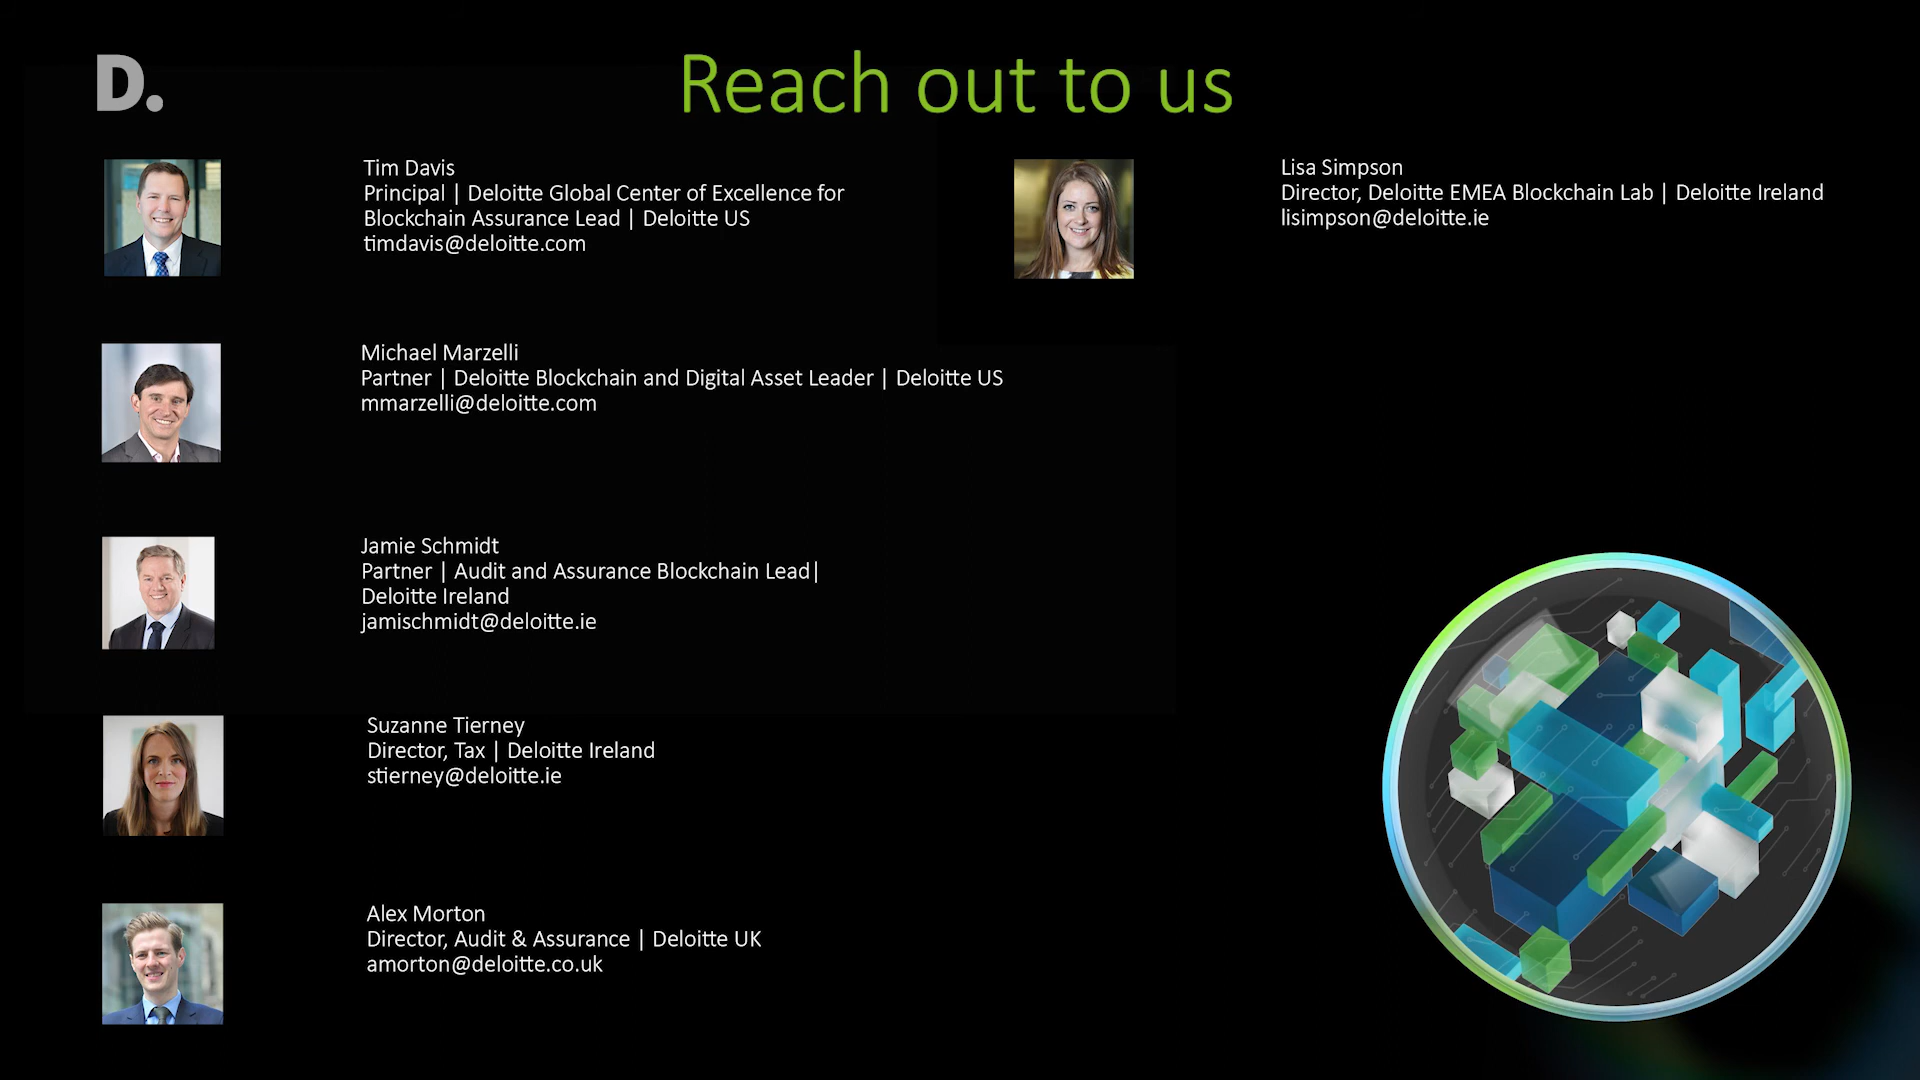 D.
Reach out to us
Tim Davis
Principal | Deloitte Global Center of Excellence for
Blockchain Assurance Lead | Deloitte US
timdavis@deloitte.com
Michael Marzelli
Partner | Deloitte Blockchain and Digital Asset Leader | Deloitte US
mmarzelli@deloitte.com
Jamie Schmidt
Partner | Audit and Assurance Blockchain Lead|
Deloitte Ireland
jamischmidt@deloitte.ie
Suzanne Tierney
Director, Tax | Deloitte Ireland
stierney@deloitte.ie
Alex Morton
Director, Audit & Assurance | Deloitte UK
amorton@deloitte.co.uk
Lisa Simpson
Director, Deloitte EMEA Blockchain Lab | Deloitte Ireland
lisimpson@deloitte.ie